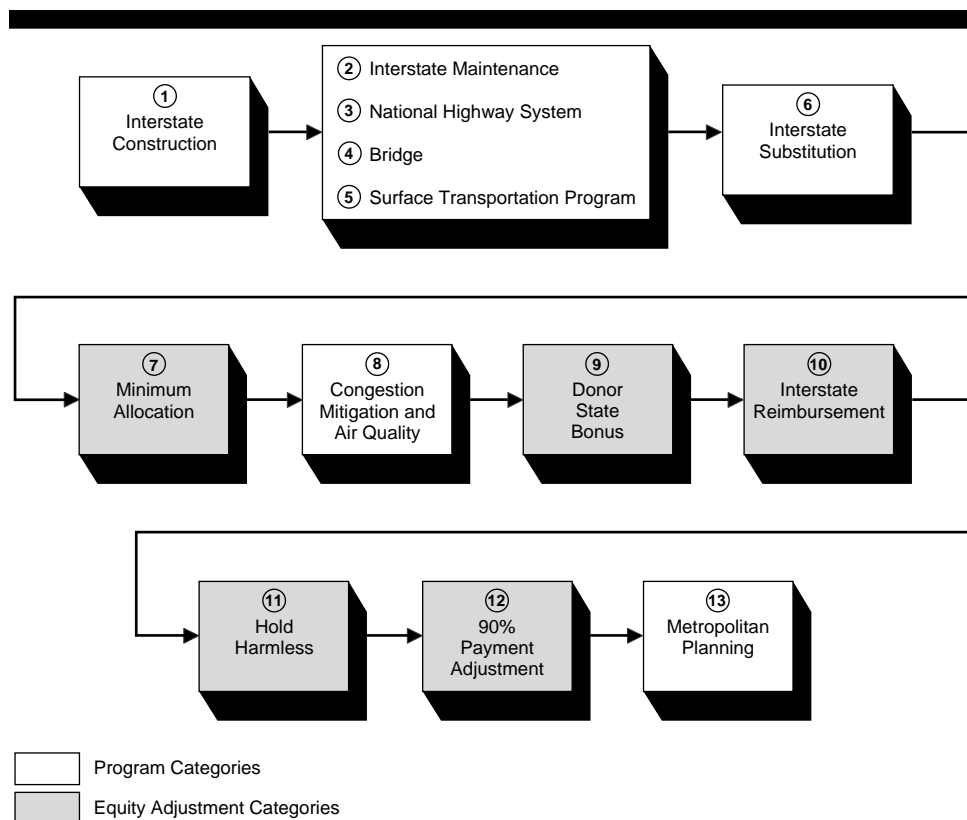 1
Interstate
Construction
2 Interstate Maintenance
3 National Highway System
4 Bridge
5 Surface Transportation Program
6
Interstate
Substitution
7
Minimum
Allocation
8
Congestion
Mitigation and
Air Quality
9
Donor
State
Bonus
10
Interstate
Reimbursement
11
Hold
Harmless
12
90%
Payment
Adjustment
13
Metropolitan
Planning
Program Categories
Equity Adjustment Categories